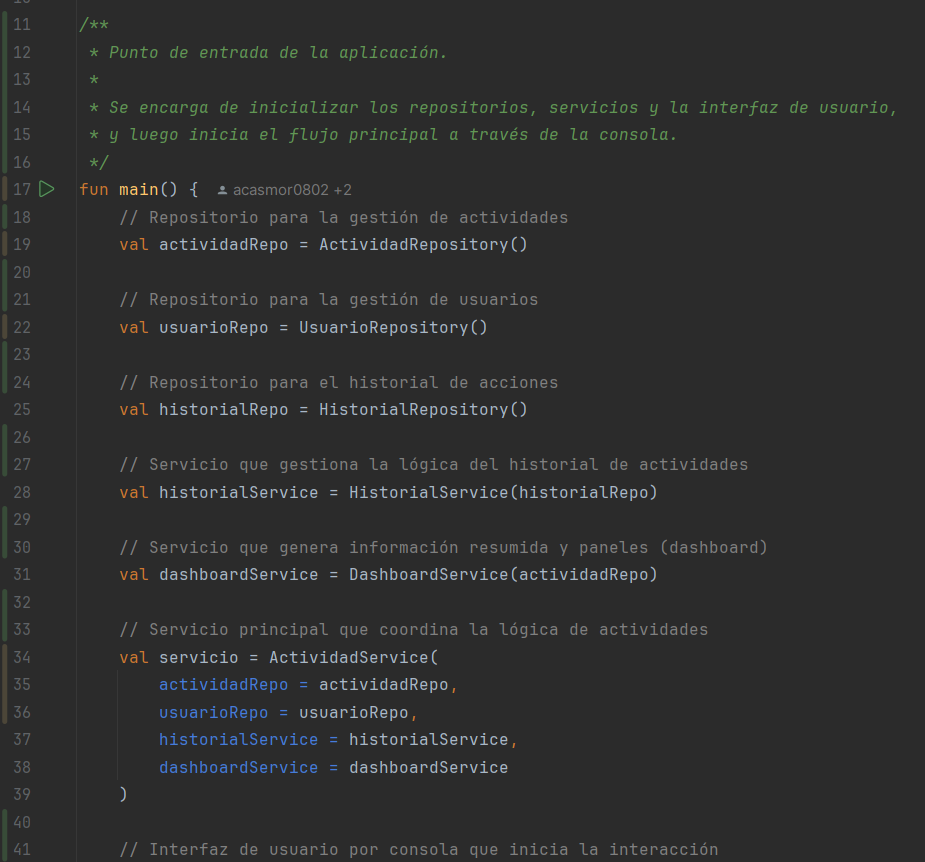 11 /**
12  * Punto de entrada de la aplicación.
13  *
14  * Se encarga de inicializar los repositorios, servicios y la interfaz de usuario,
15  * y luego inicia el flujo principal a través de la consola.
16  */
17 fun main() { acasmor0802 +2
18     // Repositorio para la gestión de actividades
19     val actividadRepo = ActividadRepository()
20
21     // Repositorio para la gestión de usuarios
22     val usuarioRepo = UsuarioRepository()
23
24     // Repositorio para el historial de acciones
25     val historialRepo = HistorialRepository()
26
27     // Servicio que gestiona la lógica del historial de actividades
28     val historialService = HistorialService(historialRepo)
29
30     // Servicio que genera información resumida y paneles (dashboard)
31     val dashboardService = DashboardService(actividadRepo)
32
33     // Servicio principal que coordina la lógica de actividades
34     val servicio = ActividadService(
35         actividadRepo = actividadRepo,
36         usuarioRepo = usuarioRepo,
37         historialService = historialService,
38         dashboardService = dashboardService
39     )
40
41     // Interfaz de usuario por consola que inicia la interacción